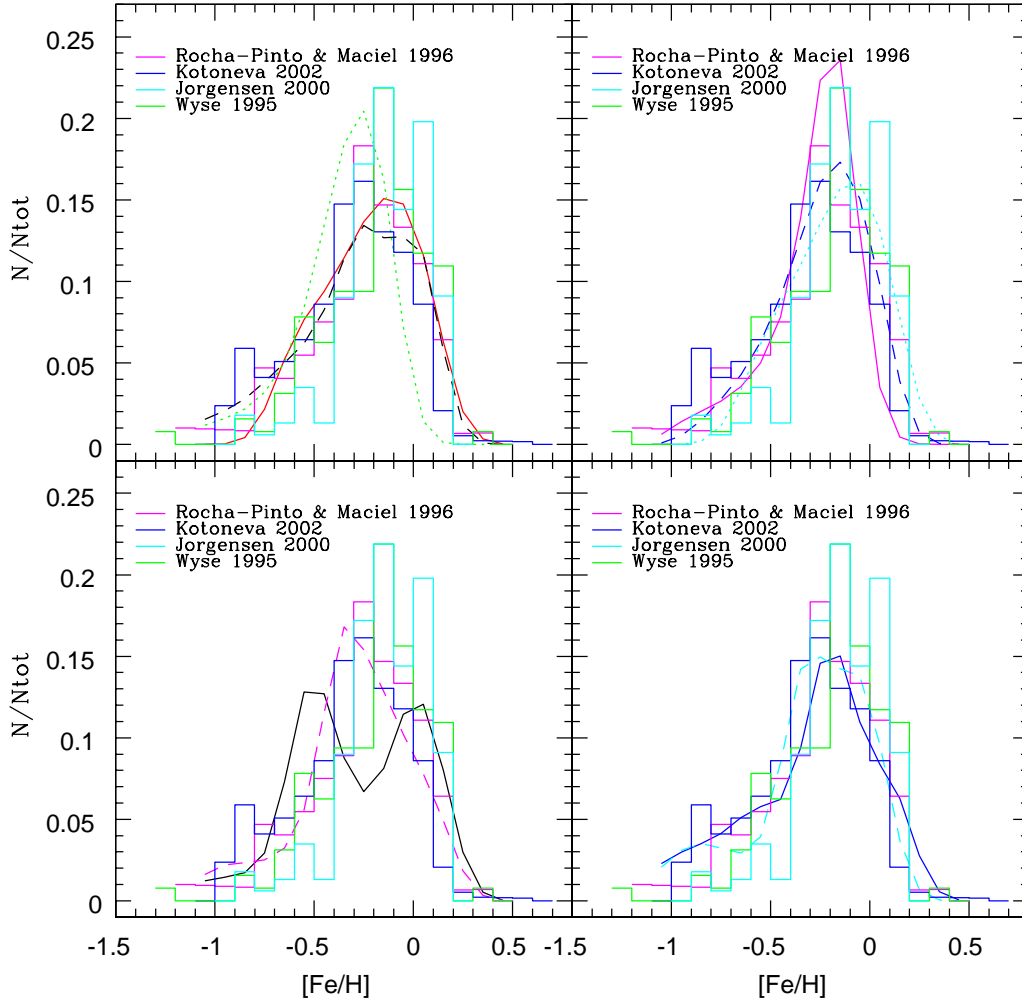 0.25
Rocha-Pinto & Maciel 1996
Kotoneva 2002
Jorgensen 2000
Wyse 1995
Rocha-Pinto & Maciel 1996
Kotoneva 2002
Jorgensen 2000
Wyse 1995
0.2
0.15
0.1
0.05
0
N/Ntot
0.25
Rocha-Pinto & Maciel 1996
Kotoneva 2002
Jorgensen 2000
Wyse 1995
Rocha-Pinto & Maciel 1996
Kotoneva 2002
Jorgensen 2000
Wyse 1995
0.2
0.15
0.1
0.05
0
N/Ntot
-1.5 -1 -0.5 0 0.5 -1.5 -1 -0.5 0 0.5
[Fe/H] [Fe/H]